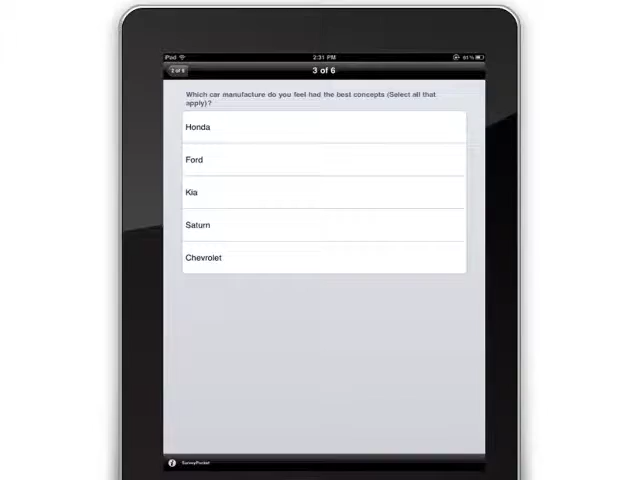 iPad 2:31 PM 61%
3 of 6
2 of 6
Which car manufacture do you feel had the best concepts (Select all that
apply)?
Honda
Ford
Kia
Saturn
Chevrolet
SurveyPocket